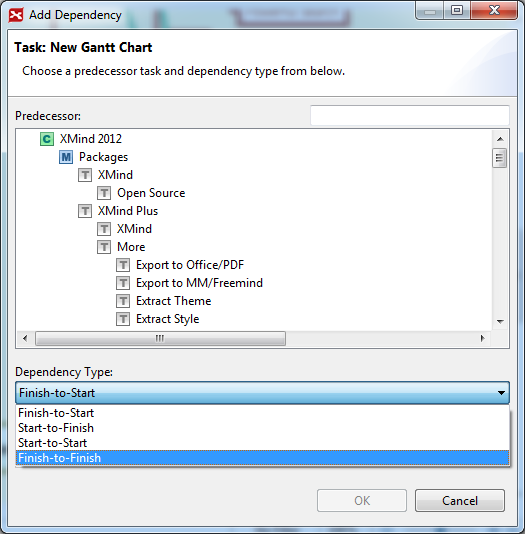 Add Dependency
Task: New Gantt Chart
Choose a predecessor task and dependency type from below.
Predecessor:
C XMind 2012
M Packages
T XMind
T Open Source
T XMind Plus
T XMind
T More
T Export to Office/PDF
T Export to MM/Freemind
T Extract Theme
T Extract Style
Dependency Type:
Finish-to-Start
Finish-to-Start
Start-to-Finish
Start-to-Start
Finish-to-Finish
OK Cancel